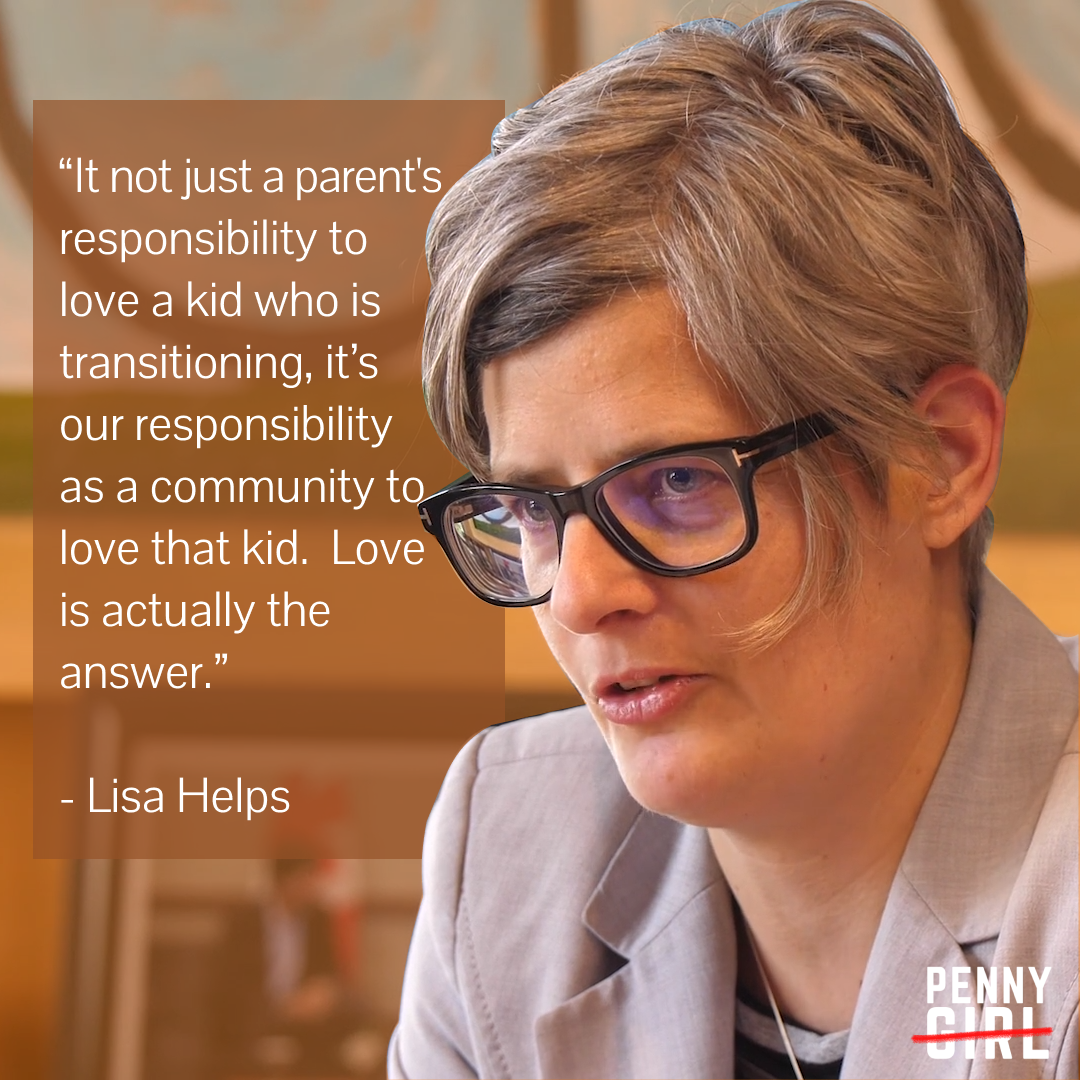 “It not just a parent's
responsibility to
love a kid who is
transitioning, it’s
our responsibility
as a community to
love that kid.  Love
is actually the
answer.”
- Lisa Helps
PENNY
GIRL